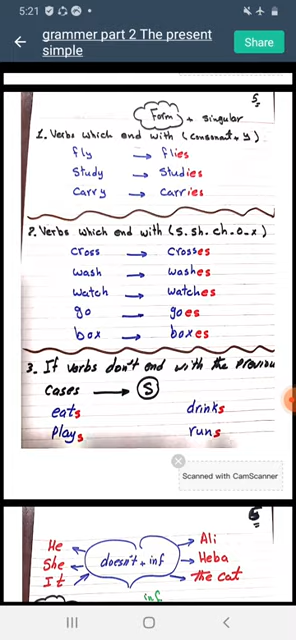 5:21
grammer part 2 The present simple
Share
5
Form + Singular
1. Verbs which end with (consonant + y)
fly → flies
Study → Studies
Carry → Carries
2. Verbs which end with (s. sh. ch. o. x)
cross → crosses
wash → washes
watch → watches
go → goes
box → boxes
3. If verbs don't end with the previou
cases → S
eats drinks
Plays runs
Scanned with CamScanner
He Ali
She doesn't + inf Heba
It the cat
inf